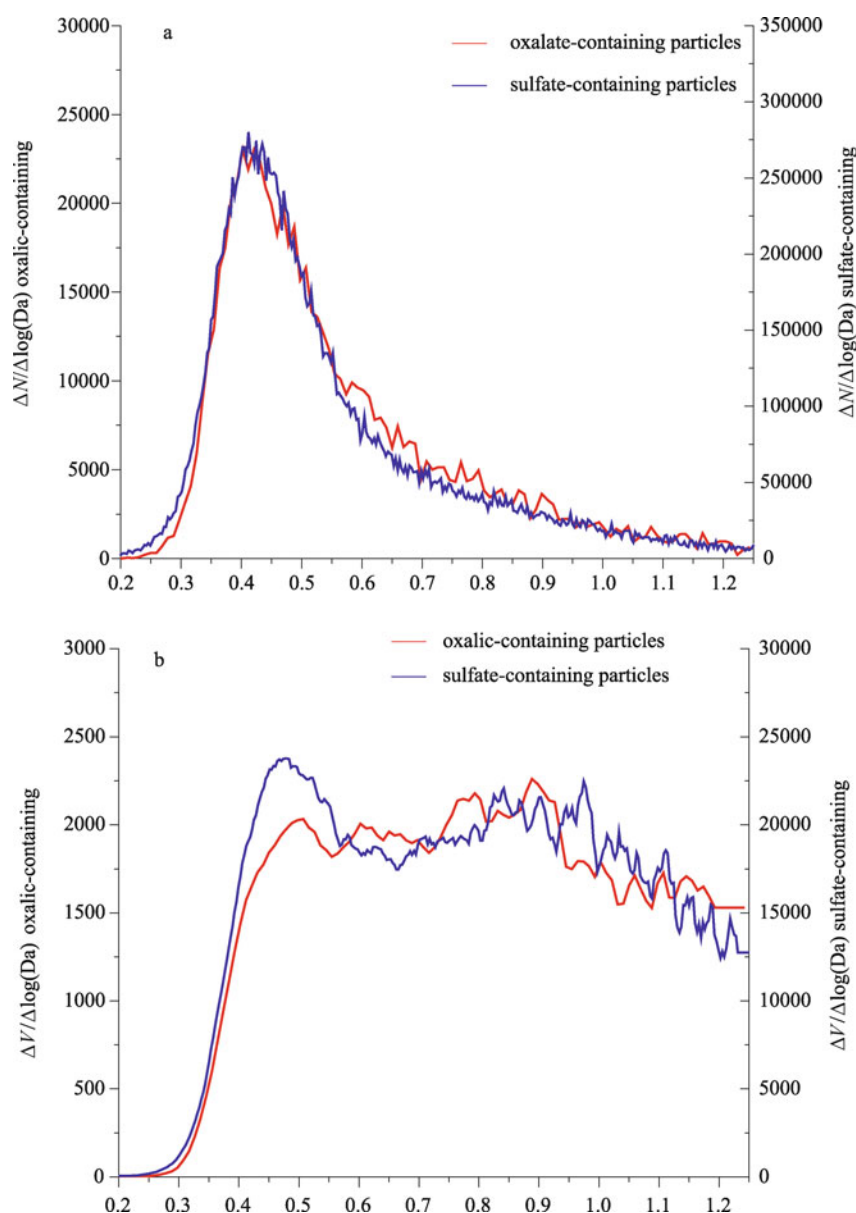 a
oxalate-containing particles
sulfate-containing particles
30000
25000
20000
15000
10000
5000
0
350000
300000
250000
200000
150000
100000
50000
0
ΔN/Δlog(Da) oxalic-containing
ΔN/Δlog(Da) sulfate-containing
0.2 0.3 0.4 0.5 0.6 0.7 0.8 0.9 1.0 1.1 1.2
b
oxalic-containing particles
sulfate-containing particles
3000
2500
2000
1500
1000
500
0
30000
25000
20000
15000
10000
5000
0
ΔV/Δlog(Da) oxalic-containing
ΔV/Δlog(Da) sulfate-containing
0.2 0.3 0.4 0.5 0.6 0.7 0.8 0.9 1.0 1.1 1.2